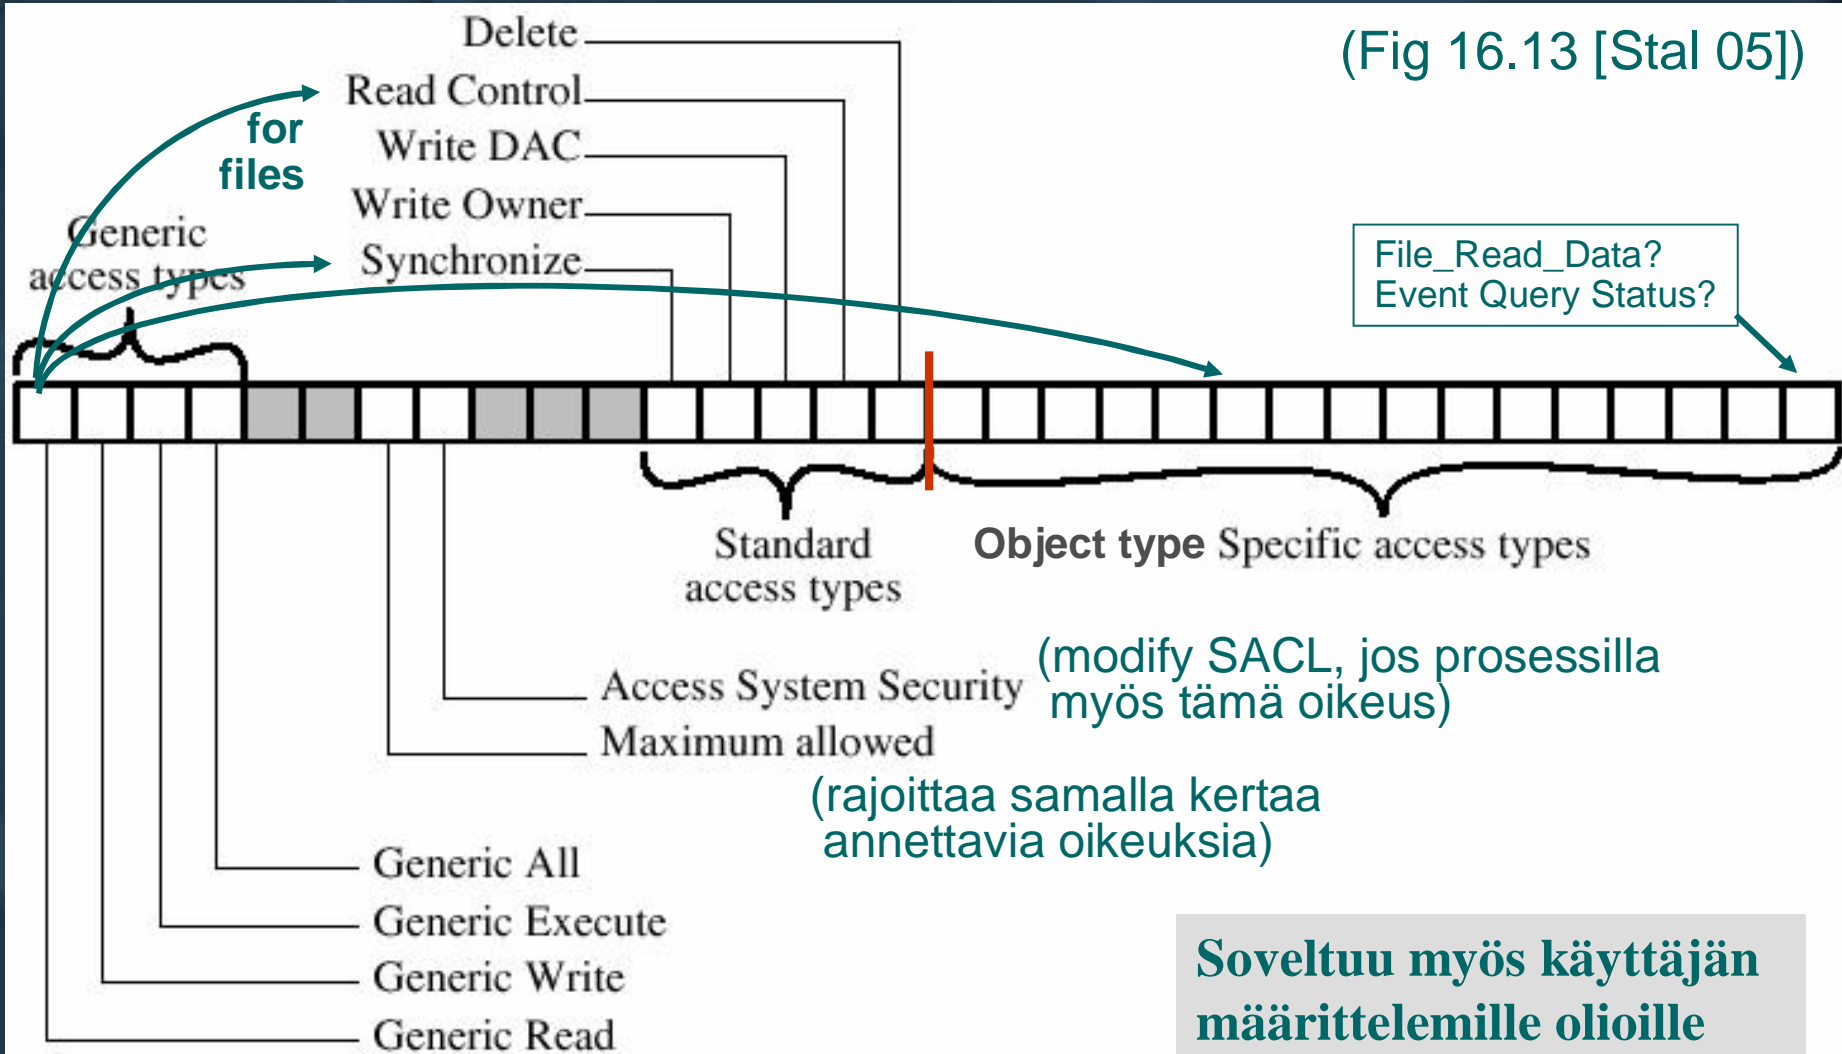 (Fig 16.13 [Stal 05])
Delete
Read Control
Write DAC
Write Owner
Synchronize
for
files
Generic
access types
File_Read_Data?
Event Query Status?
Standard
access types
Object type Specific access types
Access System Security
(modify SACL, jos prosessilla
myös tämä oikeus)
Maximum allowed
(rajoittaa samalla kertaa
annettavia oikeuksia)
Generic All
Generic Execute
Generic Write
Generic Read
Soveltuu myös käyttäjän
määrittelemille olioille